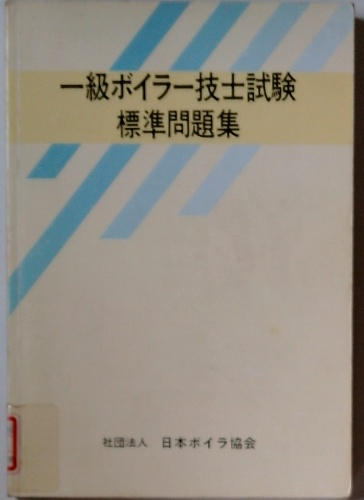 一級ボイラー技士試験
標準問題集
社団法人 日本ボイラ協会